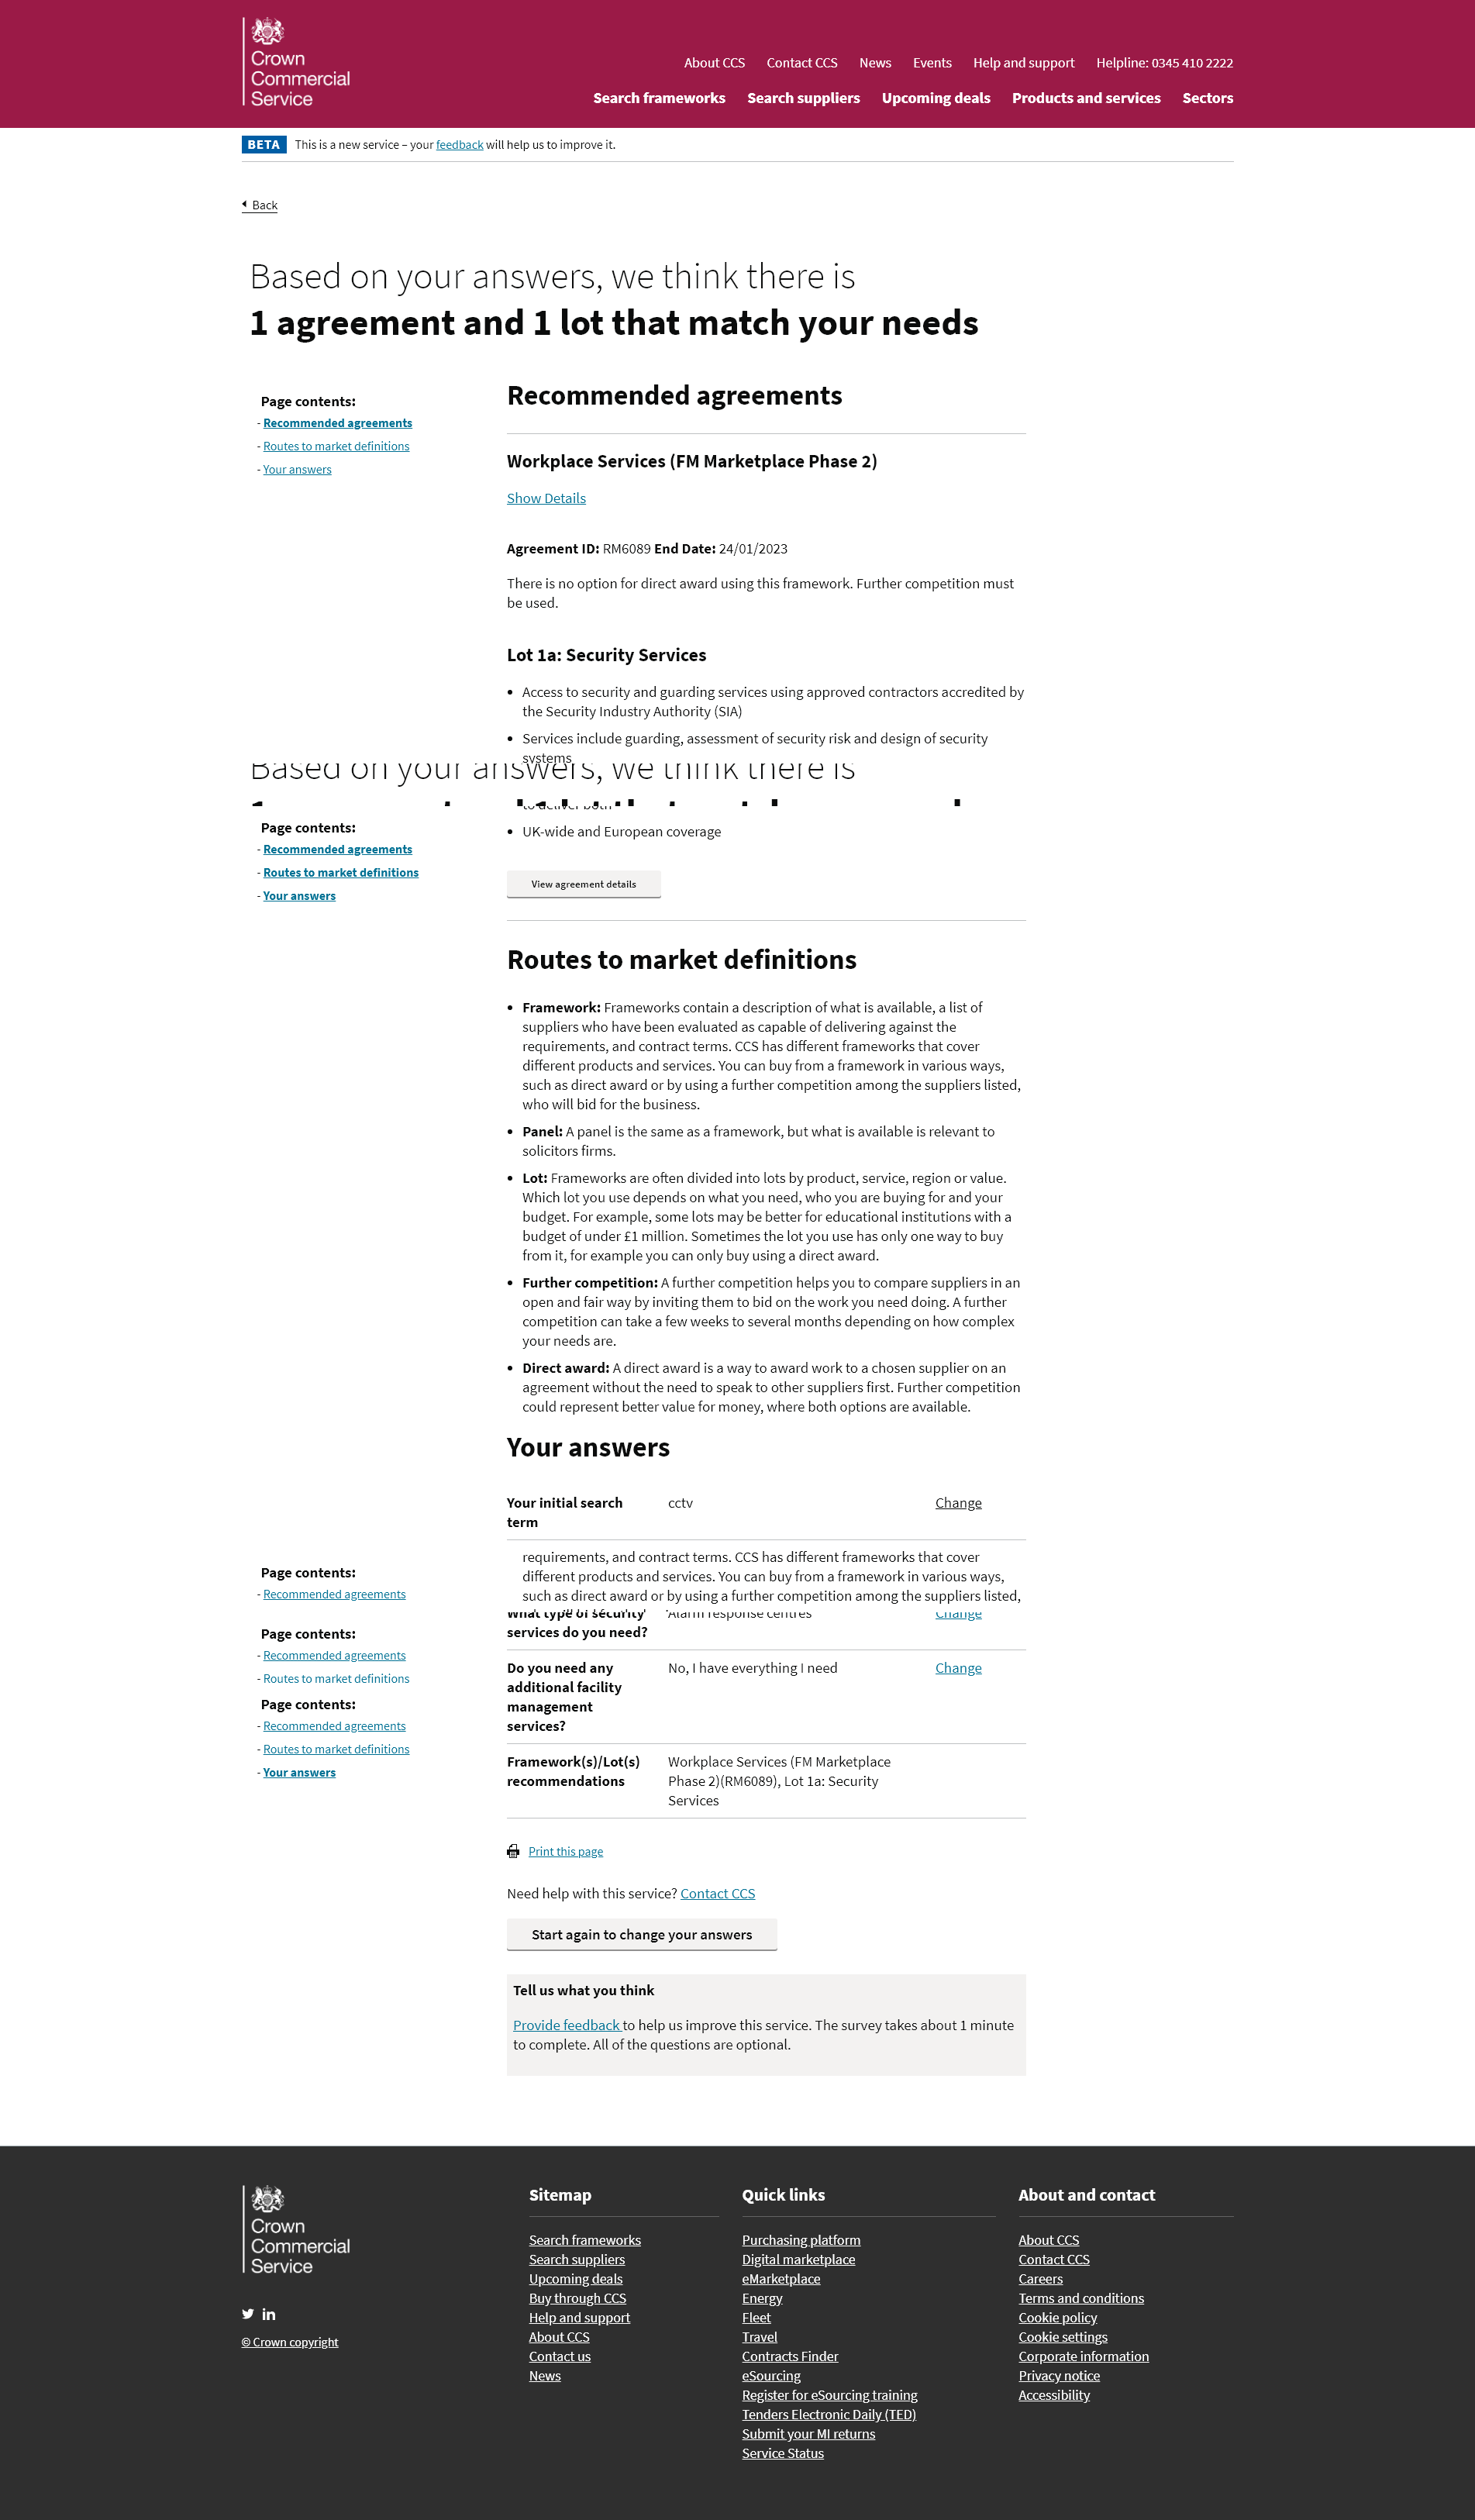 Crown
Commercial
Service
About CCS Contact CCS News Events Help and support Helpline: 0345 410 2222
Search frameworks Search suppliers Upcoming deals Products and services Sectors
BETA This is a new service – your feedback will help us to improve it.
Back
Based on your answers, we think there is
1 agreement and 1 lot that match your needs
Page contents:
- Recommended agreements
- Routes to market definitions
- Your answers
Recommended agreements
Workplace Services (FM Marketplace Phase 2)
Show Details
Agreement ID: RM6089 End Date: 24/01/2023
There is no option for direct award using this framework. Further competition must
be used.
Lot 1a: Security Services
• Access to security and guarding services using approved contractors accredited by
the Security Industry Authority (SIA)
• Services include guarding, assessment of security risk and design of security
systems
Based on your answers, we think there is
to deliver both
Page contents:
- Recommended agreements
- Routes to market definitions
- Your answers
• UK-wide and European coverage
View agreement details
Routes to market definitions
• Framework: Frameworks contain a description of what is available, a list of
suppliers who have been evaluated as capable of delivering against the
requirements, and contract terms. CCS has different frameworks that cover
different products and services. You can buy from a framework in various ways,
such as direct award or by using a further competition among the suppliers listed,
who will bid for the business.
• Panel: A panel is the same as a framework, but what is available is relevant to
solicitors firms.
• Lot: Frameworks are often divided into lots by product, service, region or value.
Which lot you use depends on what you need, who you are buying for and your
budget. For example, some lots may be better for educational institutions with a
budget of under £1 million. Sometimes the lot you use has only one way to buy
from it, for example you can only buy using a direct award.
• Further competition: A further competition helps you to compare suppliers in an
open and fair way by inviting them to bid on the work you need doing. A further
competition can take a few weeks to several months depending on how complex
your needs are.
• Direct award: A direct award is a way to award work to a chosen supplier on an
agreement without the need to speak to other suppliers first. Further competition
could represent better value for money, where both options are available.
Your answers
Your initial search
term
cctv
Change
requirements, and contract terms. CCS has different frameworks that cover
different products and services. You can buy from a framework in various ways,
such as direct award or by using a further competition among the suppliers listed,
Page contents:
- Recommended agreements
What type of security
services do you need?
Alarm response centres
Change
Page contents:
- Recommended agreements
- Routes to market definitions
Page contents:
- Recommended agreements
- Routes to market definitions
- Your answers
Do you need any
additional facility
management
services?
No, I have everything I need
Change
Framework(s)/Lot(s)
recommendations
Workplace Services (FM Marketplace
Phase 2)(RM6089), Lot 1a: Security
Services
Print this page
Need help with this service? Contact CCS
Start again to change your answers
Tell us what you think
Provide feedback to help us improve this service. The survey takes about 1 minute
to complete. All of the questions are optional.
Crown
Commercial
Service
© Crown copyright
Sitemap
Search frameworks
Search suppliers
Upcoming deals
Buy through CCS
Help and support
About CCS
Contact us
News
Quick links
Purchasing platform
Digital marketplace
eMarketplace
Energy
Fleet
Travel
Contracts Finder
eSourcing
Register for eSourcing training
Tenders Electronic Daily (TED)
Submit your MI returns
Service Status
About and contact
About CCS
Contact CCS
Careers
Terms and conditions
Cookie policy
Cookie settings
Corporate information
Privacy notice
Accessibility